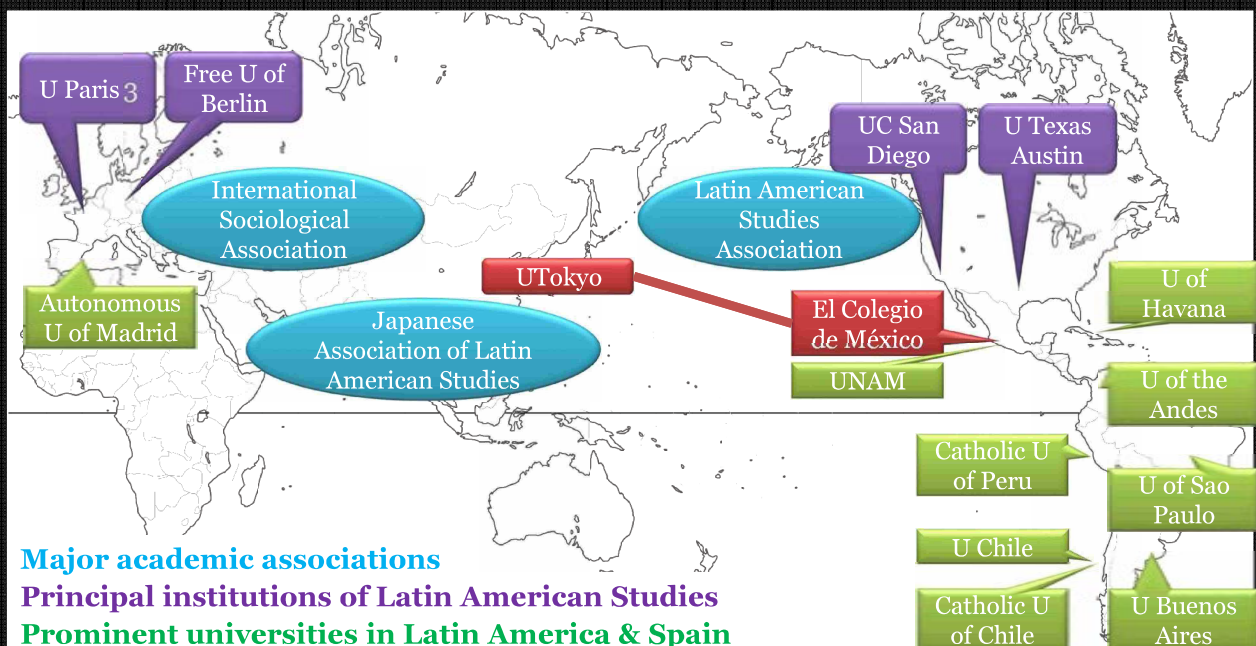 U Paris 3
Free U of
Berlin
UC San
Diego
U Texas
Austin
International
Sociological
Association
Latin American
Studies
Association
UTokyo
Autonomous
U of Madrid
Japanese
Association of Latin
American Studies
El Colegio
de México
UNAM
U of
Havana
U of the
Andes
Catholic U
of Peru
U of Sao
Paulo
U Chile
Catholic U
of Chile
U Buenos
Aires
Major academic associations
Principal institutions of Latin American Studies
Prominent universities in Latin America & Spain